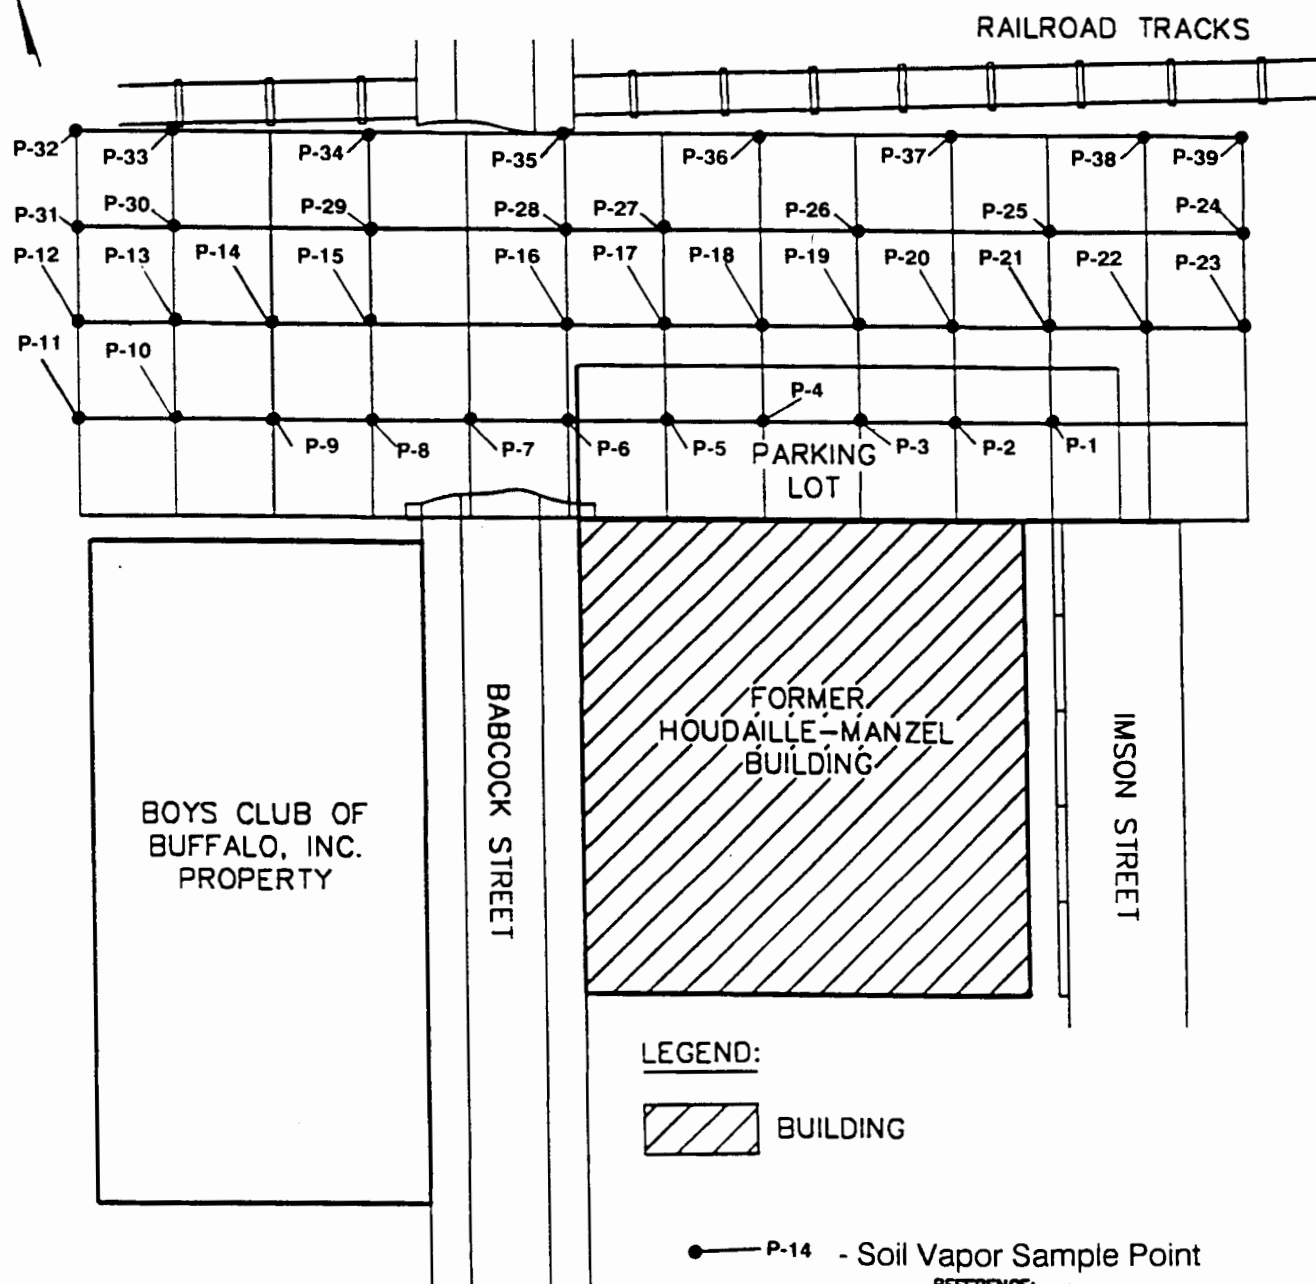 RAILROAD TRACKS
P-32
P-33
P-34
P-35
P-36
P-37
P-38
P-39
P-31
P-30
P-29
P-28
P-27
P-26
P-25
P-24
P-12
P-13
P-14
P-15
P-16
P-17
P-18
P-19
P-20
P-21
P-22
P-23
P-11
P-10
P-9
P-8
P-7
P-6
P-5
P-4
P-3
P-2
P-1
PARKING
LOT
BOYS CLUB OF
BUFFALO, INC.
PROPERTY
BABCOCK STREET
FORMER
HOUDAILLE-MANZEL
BUILDING
IMSON STREET
LEGEND:
BUILDING
P-14 - Soil Vapor Sample Point